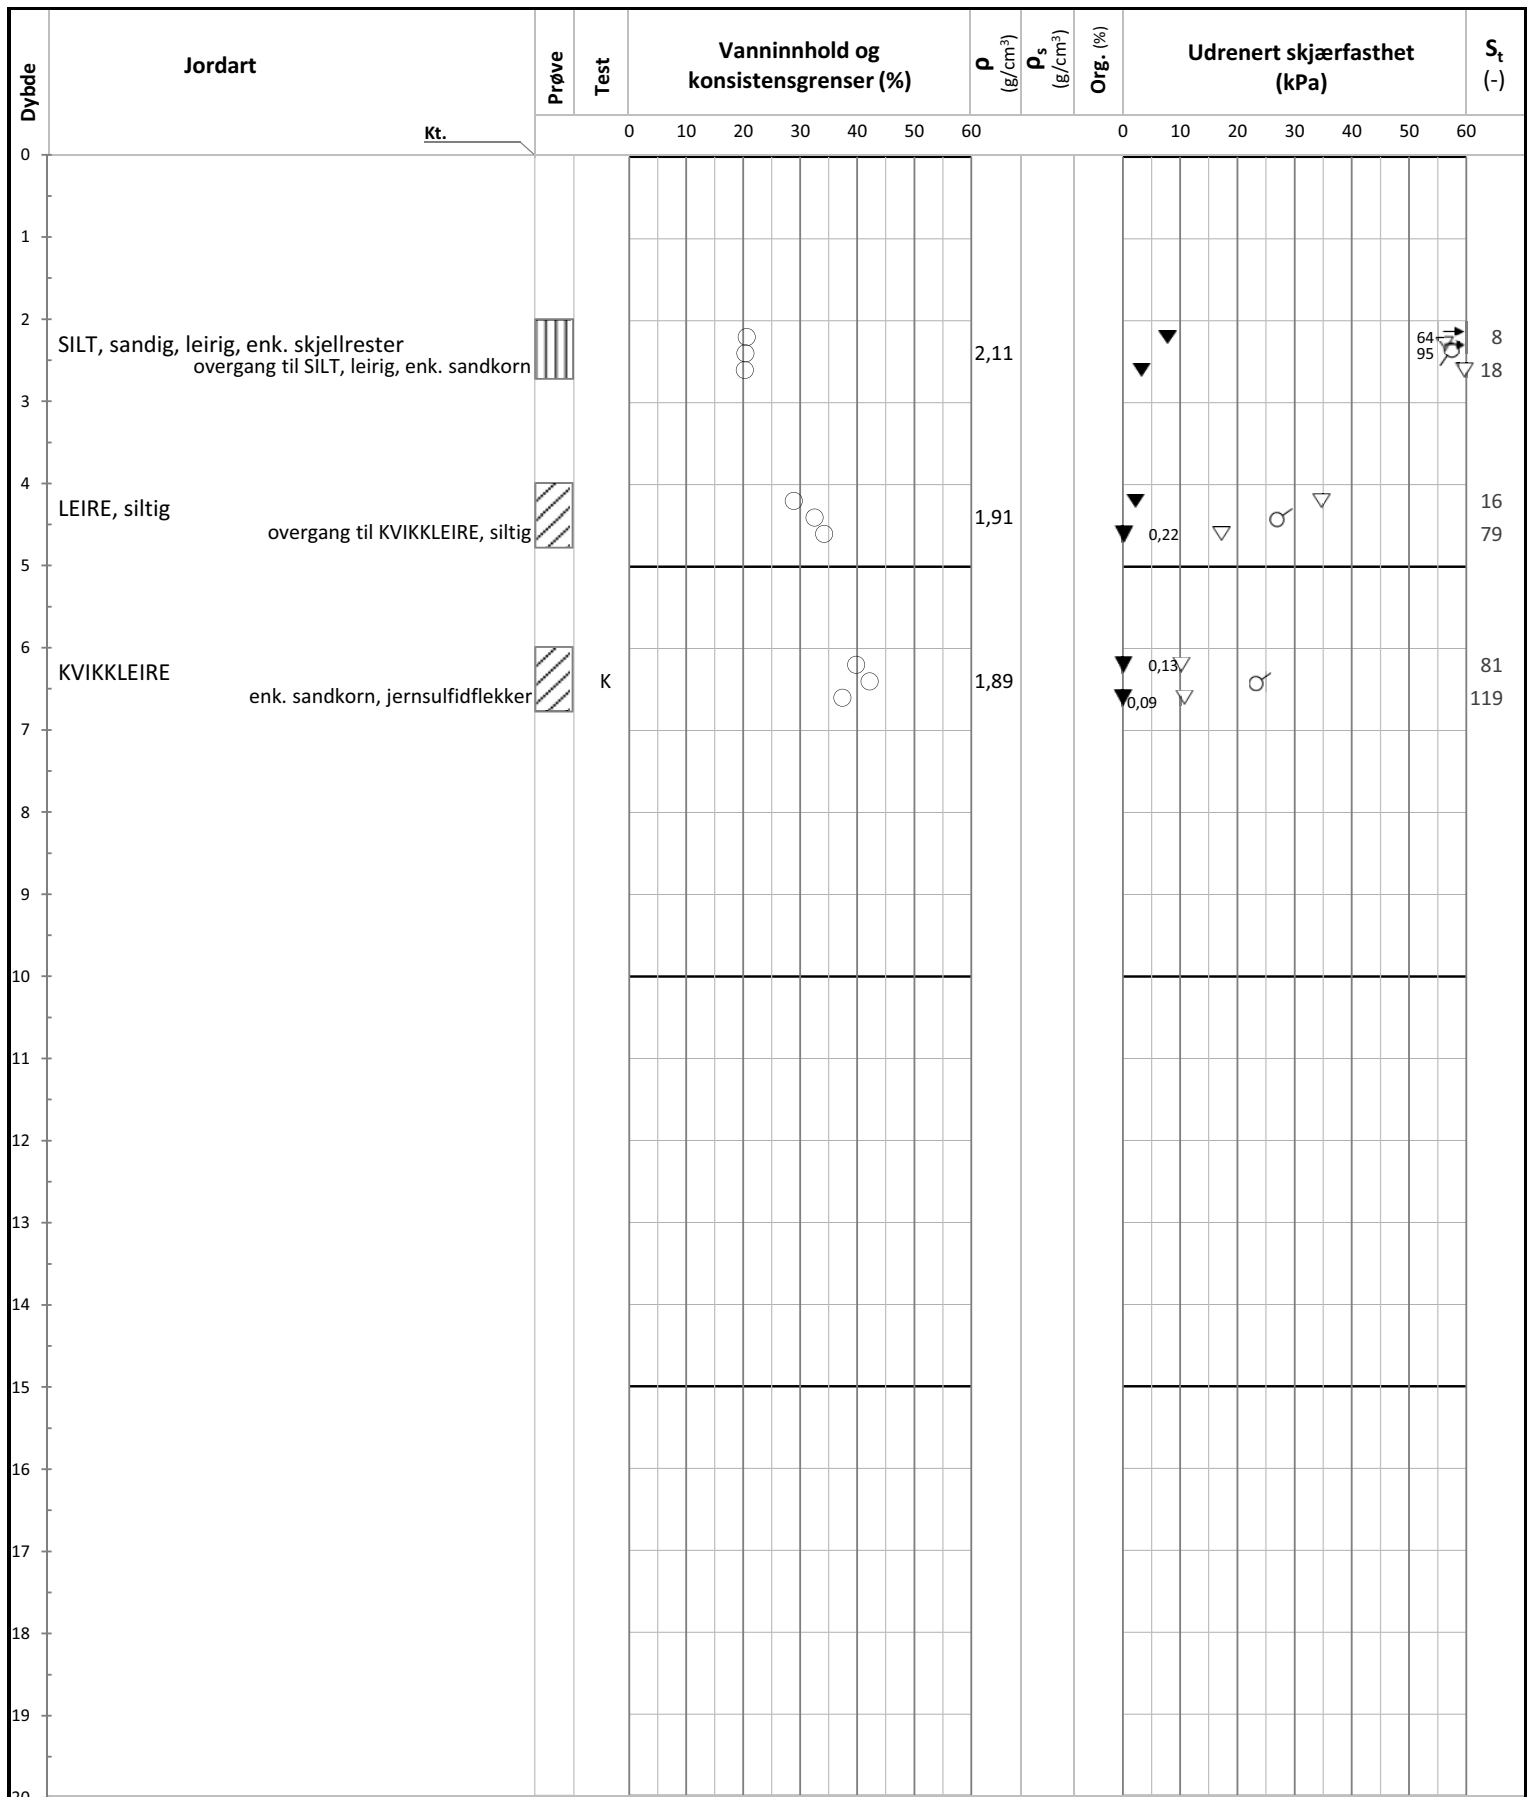 Dybde
Jordart
Kt.
Prøve
Test
Vanninnhold og
konsistensgrenser (%)
ρ
(g/cm³)
ρs
(g/cm³)
Org. (%)
Udrenert skjærfasthet
(kPa)
St
(-)
0 10 20 30 40 50 60
0 10 20 30 40 50 60
0
1
2
SILT, sandig, leirig, enk. skjellrester
overgang til SILT, leirig, enk. sandkorn
2,11
64
95
8
18
3
4
LEIRE, siltig
overgang til KVIKKLEIRE, siltig
1,91
0,22
16
79
5
6
KVIKKLEIRE
enk. sandkorn, jernsulfidflekker
K
1,89
0,13
0,09
81
119
7
8
9
10
11
12
13
14
15
16
17
18
19
20